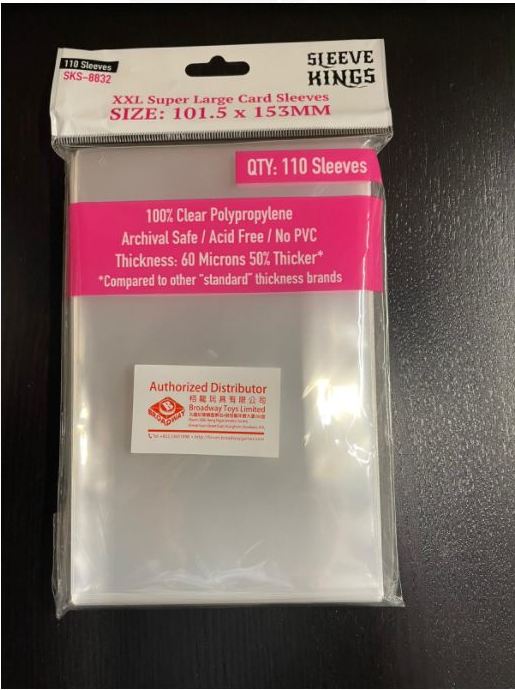 110 Sleeves
SKS-8832
SLEEVE
KINGS
XXL Super Large Card Sleeves
SIZE: 101.5 x 153MM
QTY: 110 Sleeves
100% Clear Polypropylene
Archival Safe / Acid Free / No PVC
Thickness: 60 Microns 50% Thicker*
*Compared to other "standard" thickness brands
Authorized Distributor
栢龍玩具有限公司
Broadway Toys Limited
B
BROADWAY